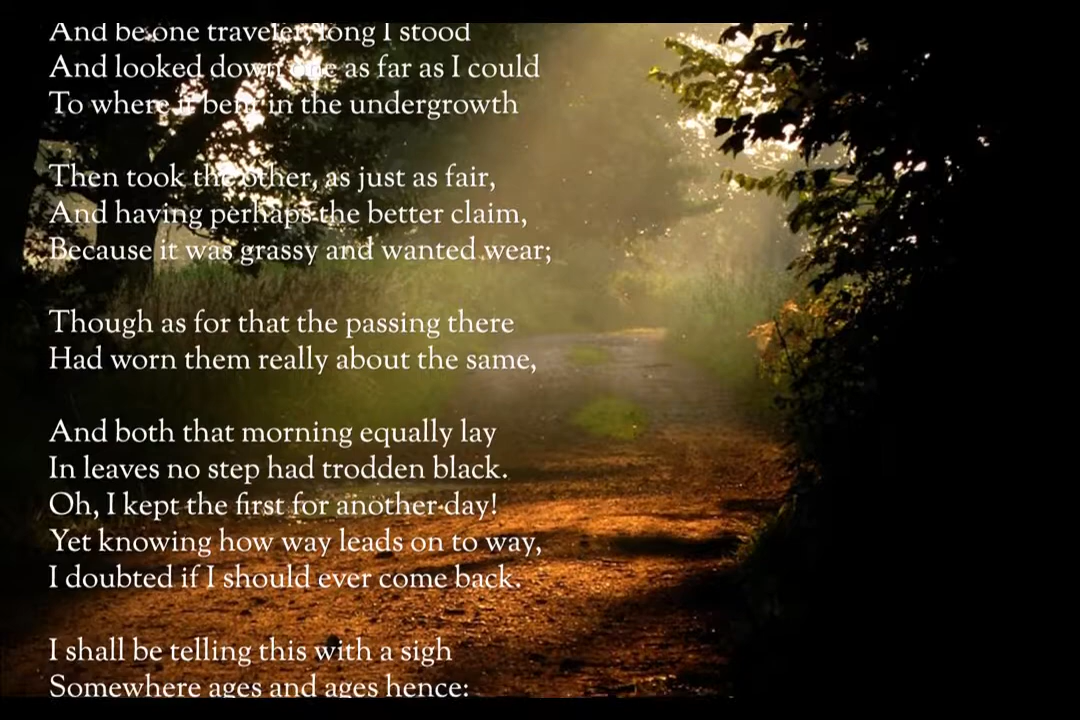 And be one traveler, long I stood
And looked down one as far as I could
To where it bent in the undergrowth
Then took the other, as just as fair,
And having perhaps the better claim,
Because it was grassy and wanted wear;
Though as for that the passing there
Had worn them really about the same,
And both that morning equally lay
In leaves no step had trodden black.
Oh, I kept the first for another day!
Yet knowing how way leads on to way,
I doubted if I should ever come back.
I shall be telling this with a sigh
Somewhere ages and ages hence: